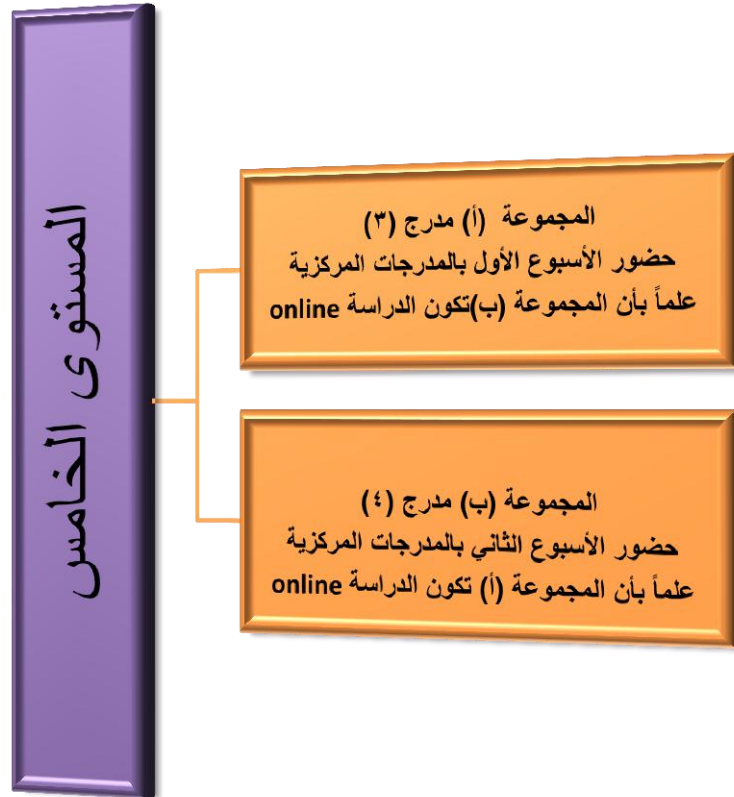 المستوى الخامس
المجموعة (أ) مدرج (٣)
حضور الأسبوع الأول بالمدرجات المركزية
علماً بأن المجموعة (ب)تكون الدراسة online
المجموعة (ب) مدرج (٤)
حضور الأسبوع الثاني بالمدرجات المركزية
علماً بأن المجموعة (أ) تكون الدراسة online